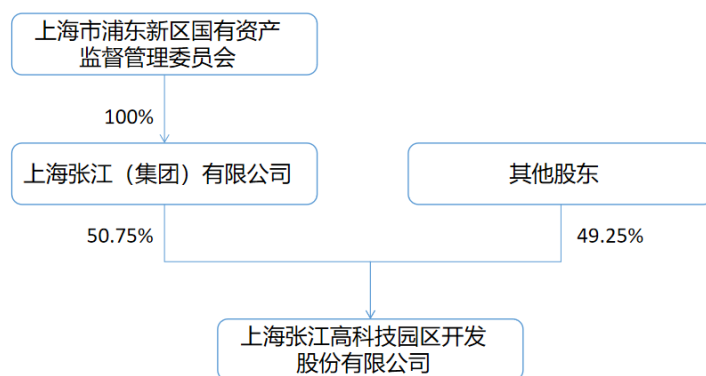 上海市浦东新区国有资产
监督管理委员会
100%
上海张江（集团）有限公司
其他股东
50.75%
49.25%
上海张江高科技园区开发
股份有限公司